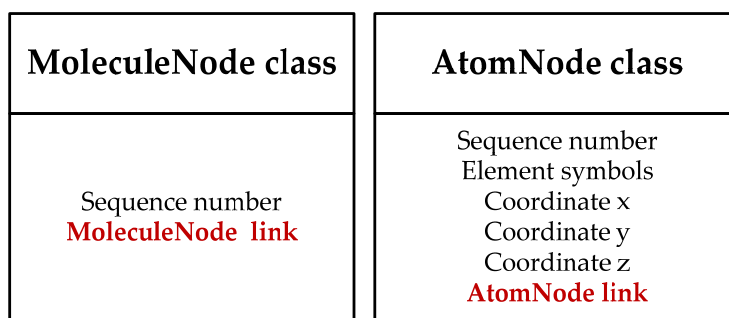 MoleculeNode class
Sequence number
MoleculeNode link
AtomNode class
Sequence number
Element symbols
Coordinate x
Coordinate y
Coordinate z
AtomNode link